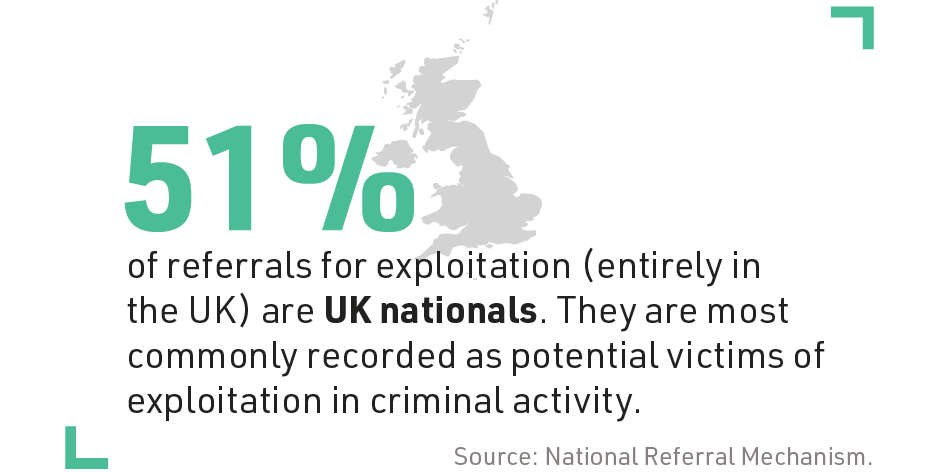 51%
of referrals for exploitation (entirely in
the UK) are UK nationals. They are most
commonly recorded as potential victims of
exploitation in criminal activity.
Source: National Referral Mechanism.